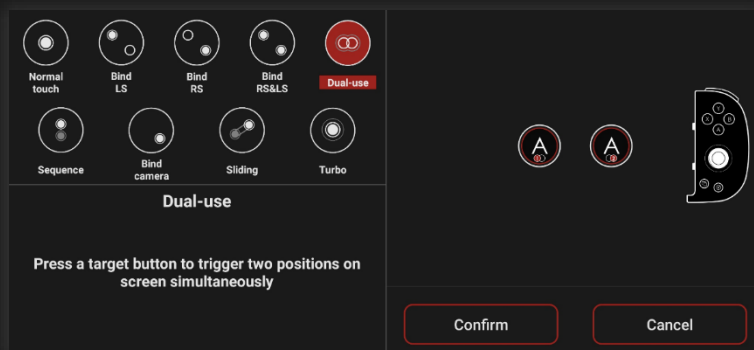 Normal
touch
Bind
LS
Bind
RS
Bind
RS&LS
Dual-use
Sequence
Bind
camera
Sliding
Turbo
Dual-use
Press a target button to trigger two positions on
screen simultaneously
A
A
Y
X
B
A
Confirm
Cancel